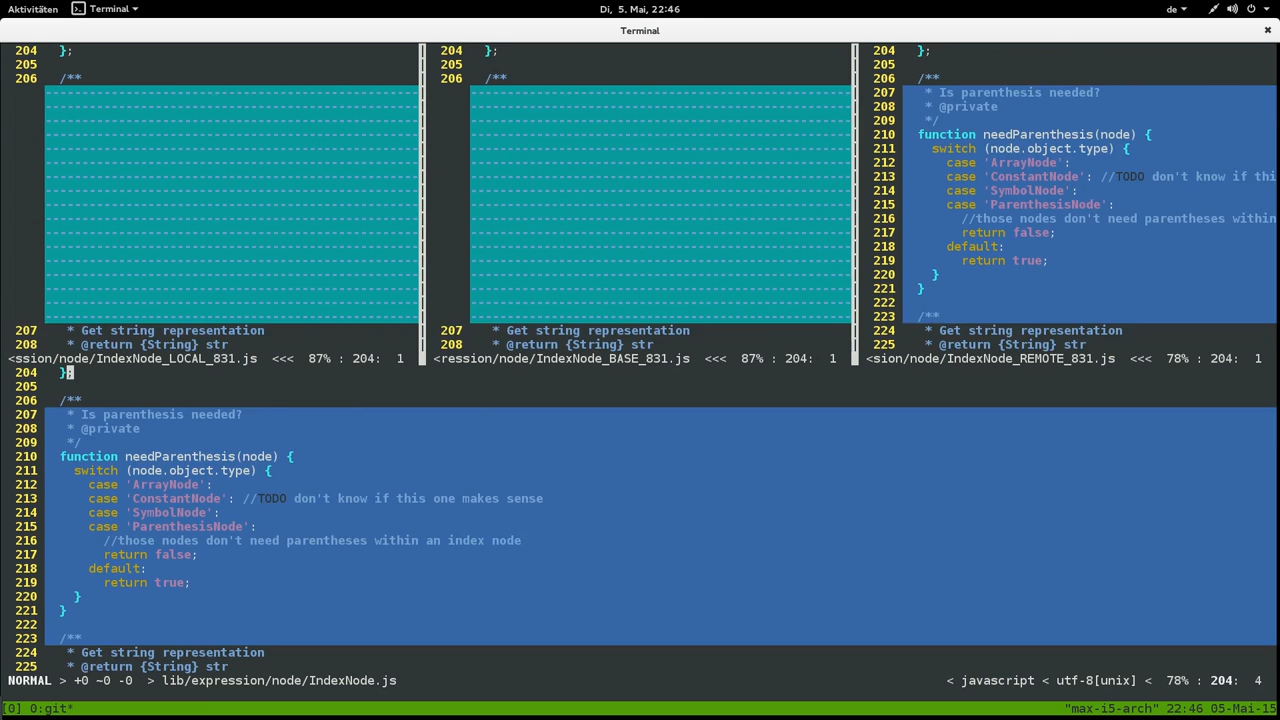 Aktivitäten Terminal Di, 5. Mai, 22:46 de
Terminal ×
204 };
205
206 /**
207 * Get string representation
208 * @return {String} str
<ssion/node/IndexNode_LOCAL_831.js <<< 87% : 204: 1
204 };
205
206 /**
207 * Get string representation
208 * @return {String} str
<ression/node/IndexNode_BASE_831.js <<< 87% : 204: 1
204 };
205
206 /**
207 * Is parenthesis needed?
208 * @private
209 */
210 function needParenthesis(node) {
211 switch (node.object.type) {
212 case 'ArrayNode':
213 case 'ConstantNode': //TODO don't know if thi
214 case 'SymbolNode':
215 case 'ParenthesisNode':
216 //those nodes don't need parentheses within
217 return false;
218 default:
219 return true;
220 }
221 }
222
223 /**
224 * Get string representation
225 * @return {String} str
<sion/node/IndexNode_REMOTE_831.js <<< 78% : 204: 1
204 };
205
206 /**
207 * Is parenthesis needed?
208 * @private
209 */
210 function needParenthesis(node) {
211 switch (node.object.type) {
212 case 'ArrayNode':
213 case 'ConstantNode': //TODO don't know if this one makes sense
214 case 'SymbolNode':
215 case 'ParenthesisNode':
216 //those nodes don't need parentheses within an index node
217 return false;
218 default:
219 return true;
220 }
221 }
222
223 /**
224 * Get string representation
225 * @return {String} str
NORMAL > +0 ~0 -0 > lib/expression/node/IndexNode.js < javascript < utf-8[unix] < 78% : 204: 4
[0] 0:git* "max-i5-arch" 22:46 05-Mai-15